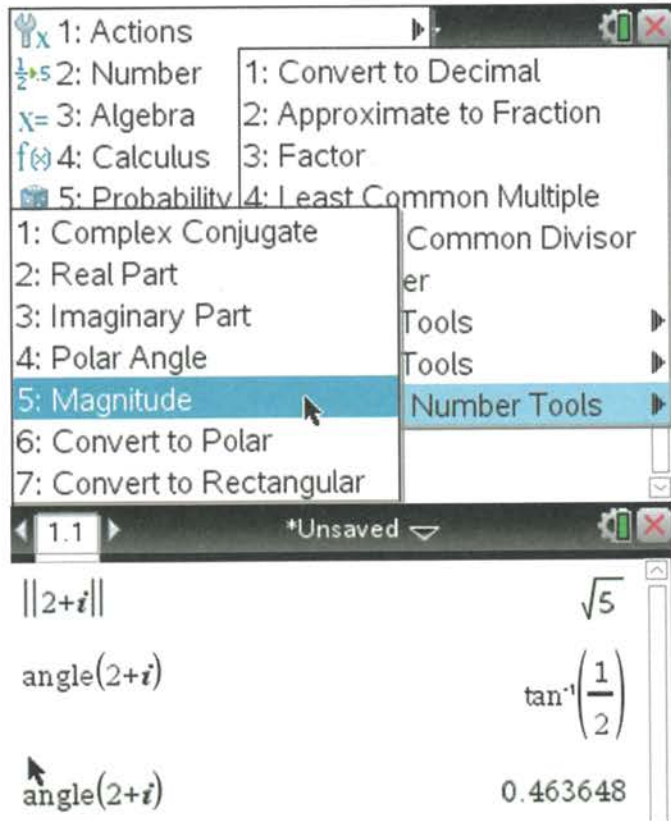 1: Actions
2: Number
3: Algebra
4: Calculus
5: Probability
1: Convert to Decimal
2: Approximate to Fraction
3: Factor
4: Least Common Multiple
Common Divisor
er
Tools
Tools
Number Tools
1: Complex Conjugate
2: Real Part
3: Imaginary Part
4: Polar Angle
5: Magnitude
6: Convert to Polar
7: Convert to Rectangular
1.1 *Unsaved
||2+i|| √5
angle(2+i) tan⁻¹(1/2)
angle(2+i) 0.463648